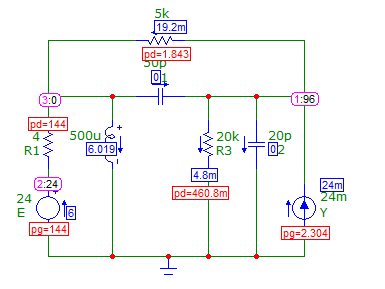 5k
19.2m
pd=1.843
50p
0 1
3:0
1:96
pd=144
4
R1
500u
6.019
20k
R3
4.8m
pd=460.8m
20p
0 2
2:24
24
E
6
pg=144
24m
24m
Y
pg=2.304